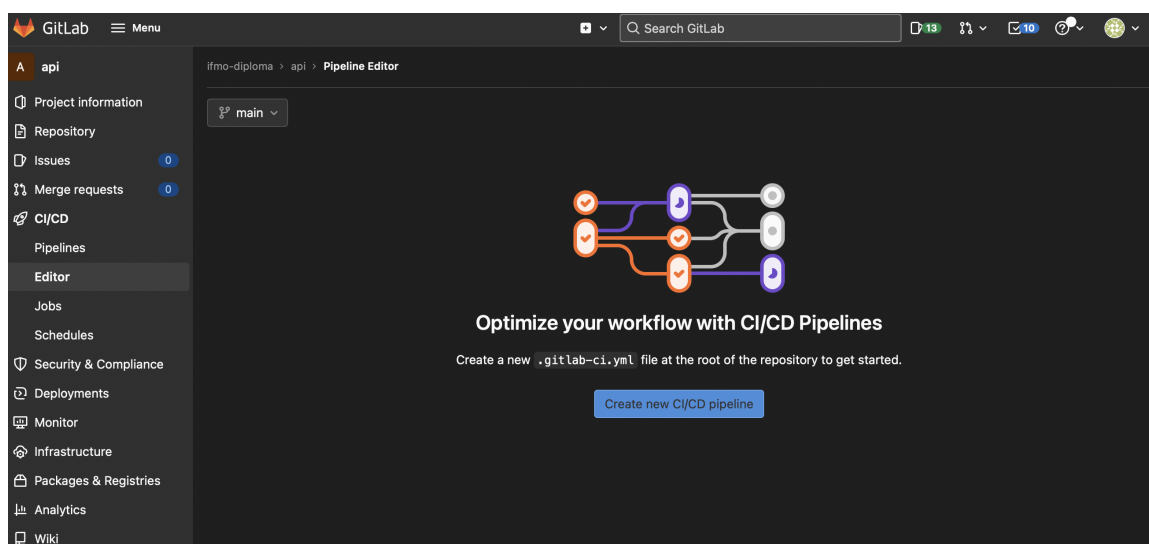 GitLab Menu Search GitLab 13 10
A api
ifmo-diploma > api > Pipeline Editor
main
Project information
Repository
Issues 0
Merge requests 0
CI/CD
Pipelines
Editor
Jobs
Schedules
Security & Compliance
Deployments
Monitor
Infrastructure
Packages & Registries
Analytics
Wiki
Optimize your workflow with CI/CD Pipelines
Create a new .gitlab-ci.yml file at the root of the repository to get started.
Create new CI/CD pipeline